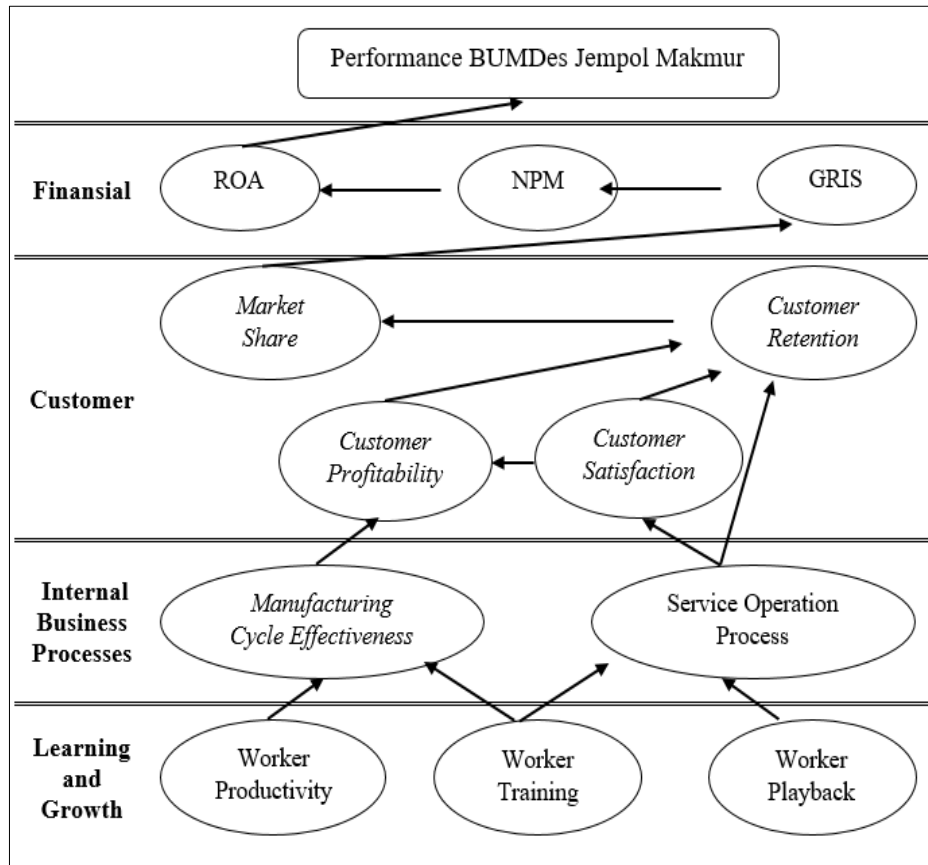 Performance BUMDes Jempol Makmur
Finansial
ROA
NPM
GRIS
Customer
Market
Share
Customer
Retention
Customer
Profitability
Customer
Satisfaction
Internal
Business
Processes
Manufacturing
Cycle Effectiveness
Service Operation
Process
Learning
and
Growth
Worker
Productivity
Worker
Training
Worker
Playback